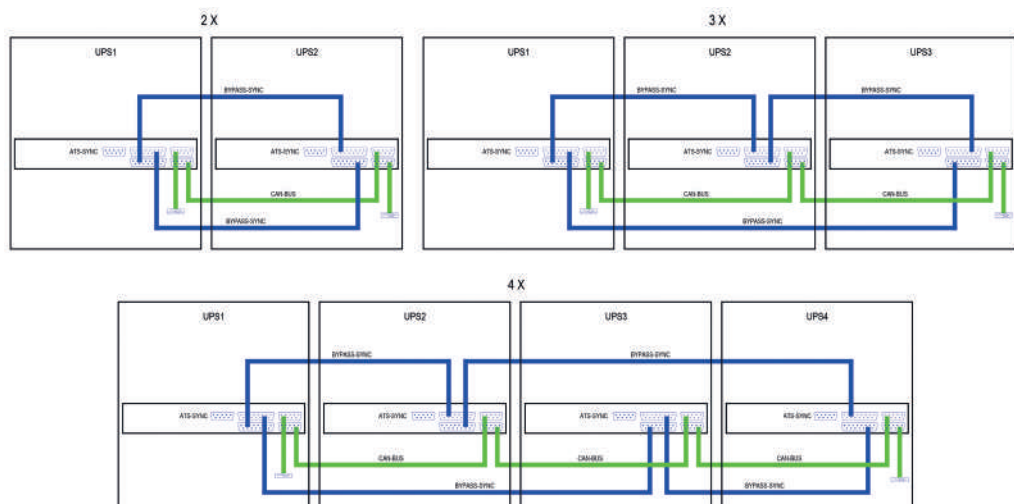 2 X
UPS1
UPS2
BYPASS-SYNC
ATS-SYNC
ATS-SYNC
CAN-BUS
BYPASS-SYNC
3 X
UPS1
UPS2
UPS3
BYPASS-SYNC
BYPASS-SYNC
ATS-SYNC
ATS-SYNC
ATS-SYNC
CAN-BUS
CAN-BUS
BYPASS-SYNC
4 X
UPS1
UPS2
UPS3
UPS4
BYPASS-SYNC
BYPASS-SYNC
ATS-SYNC
ATS-SYNC
ATS-SYNC
ATS-SYNC
CAN-BUS
CAN-BUS
CAN-BUS
BYPASS-SYNC
BYPASS-SYNC